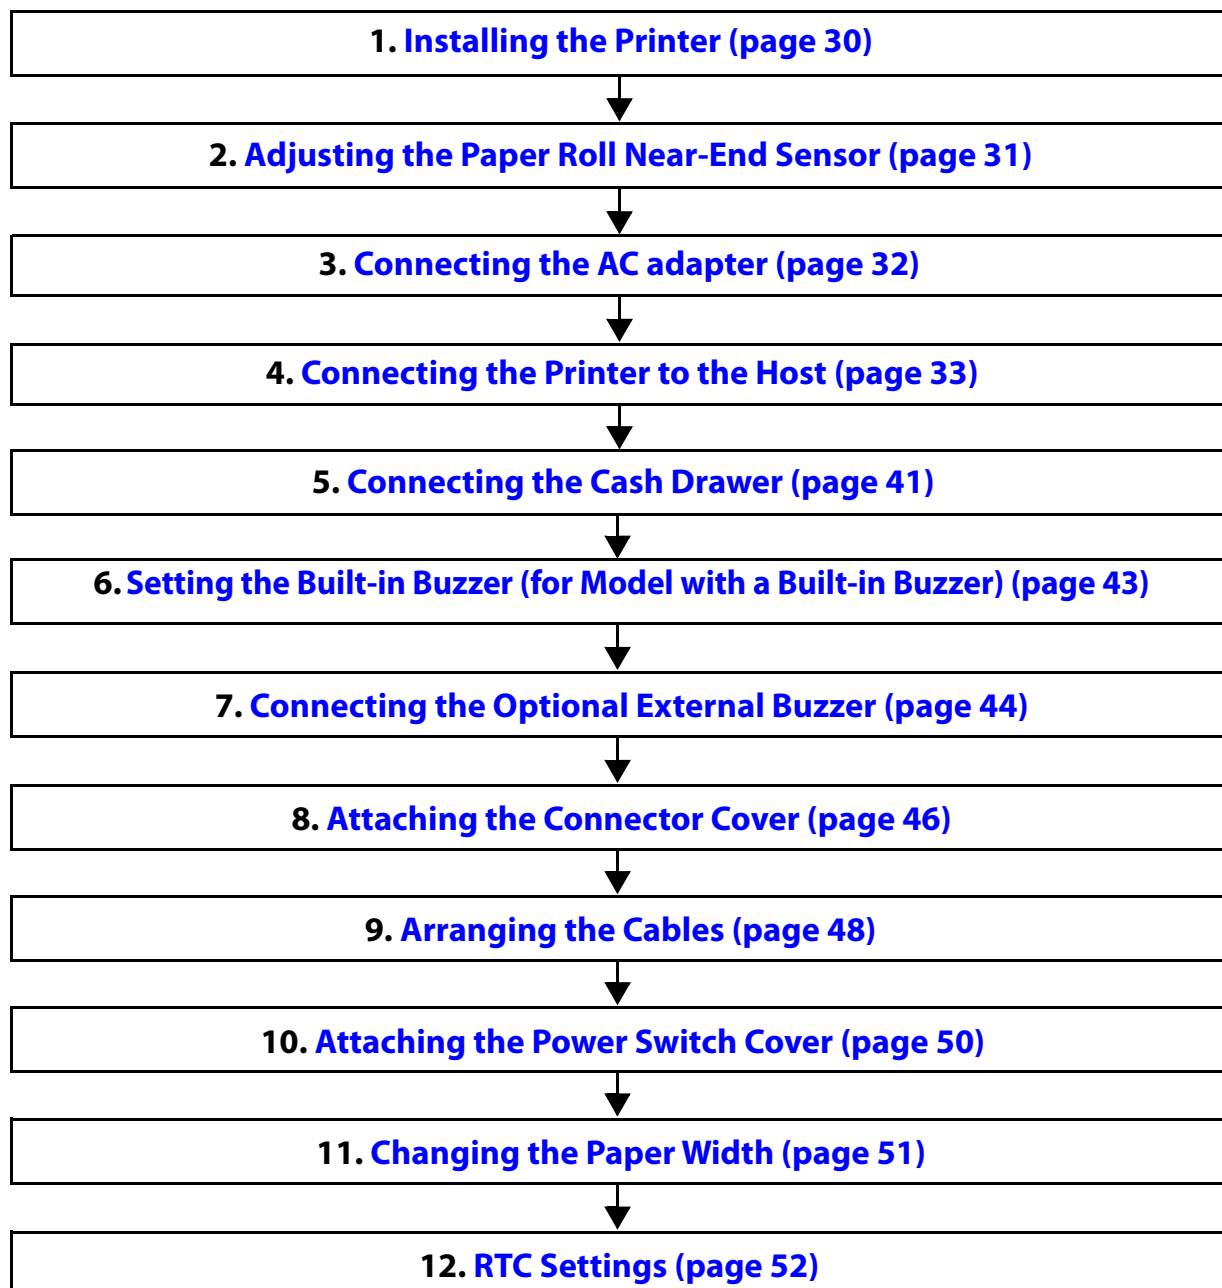 1. Installing the Printer (page 30)
2. Adjusting the Paper Roll Near-End Sensor (page 31)
3. Connecting the AC adapter (page 32)
4. Connecting the Printer to the Host (page 33)
5. Connecting the Cash Drawer (page 41)
6. Setting the Built-in Buzzer (for Model with a Built-in Buzzer) (page 43)
7. Connecting the Optional External Buzzer (page 44)
8. Attaching the Connector Cover (page 46)
9. Arranging the Cables (page 48)
10. Attaching the Power Switch Cover (page 50)
11. Changing the Paper Width (page 51)
12. RTC Settings (page 52)